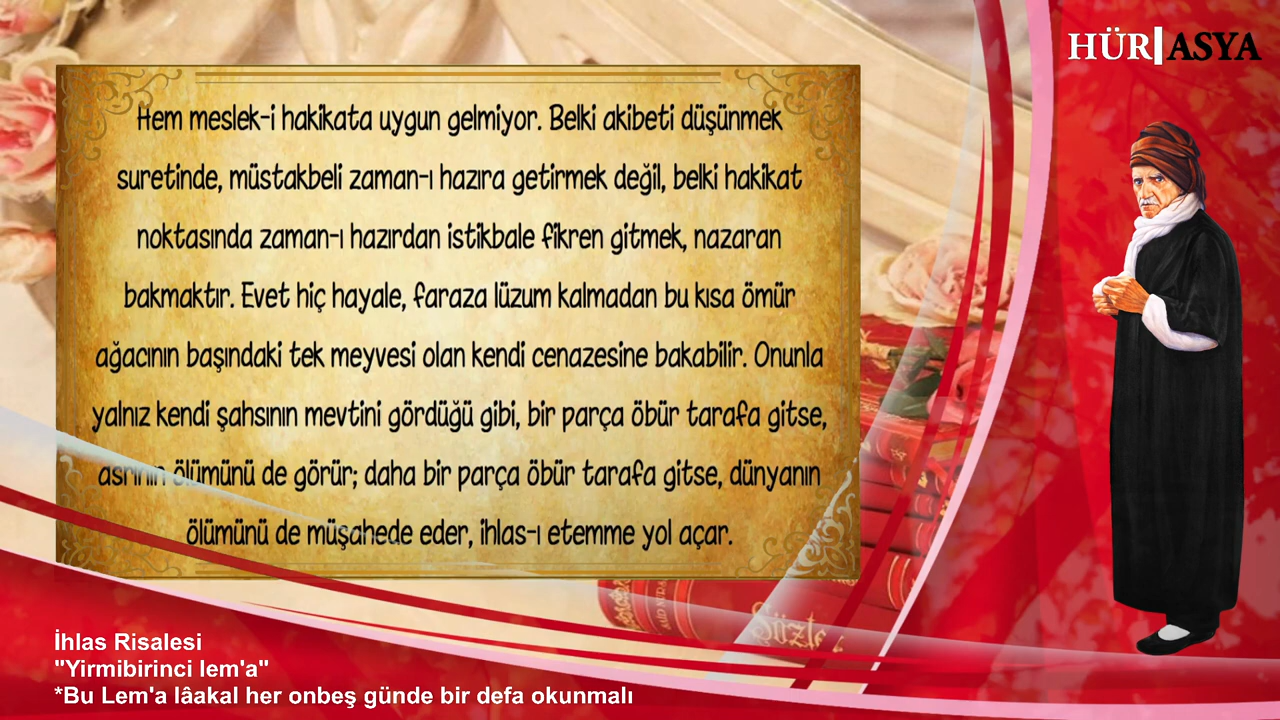 HÜR ASYA
Hem meslek-i hakikata uygun gelmiyor. Belki akibeti düşünmek
suretinde, müstakbeli zaman-ı hazıra getirmek değil, belki hakikat
noktasında zaman-ı hazırdan istikbale fikren gitmek, nazaran
bakmaktır. Evet hiç hayale, faraza lüzum kalmadan bu kısa ömür
ağacının başındaki tek meyvesi olan kendi cenazesine bakabilir. Onunla
yalnız kendi şahsının mevtini gördüğü gibi, bir parça öbür tarafa gitse,
asrının ölümünü de görür; daha bir parça öbür tarafa gitse, dünyanın
ölümünü de müşahede eder, ihlas-ı etemme yol açar.
İhlas Risalesi
"Yirmibirinci lem'a"
*Bu Lem'a lâakal her onbeş günde bir defa okunmalı